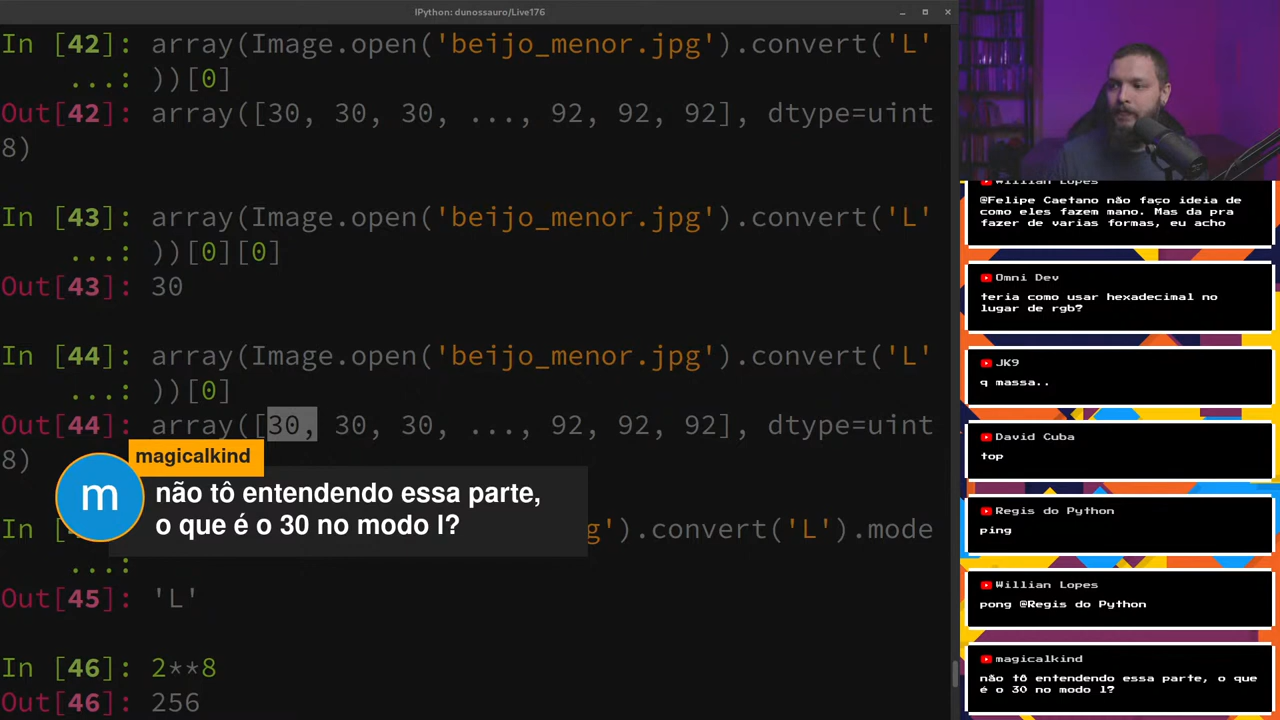 IPython: dunossauro/Live176
In [42]: array(Image.open('beijo_menor.jpg').convert('L'
...: ))[0]
Out[42]: array([30, 30, 30, ..., 92, 92, 92], dtype=uint
8)
In [43]: array(Image.open('beijo_menor.jpg').convert('L'
...: ))[0][0]
Out[43]: 30
In [44]: array(Image.open('beijo_menor.jpg').convert('L'
...: ))[0]
Out[44]: array([30, 30, 30, ..., 92, 92, 92], dtype=uint
8)
magicalkind
m
não tô entendendo essa parte,
o que é o 30 no modo l?
In g').convert('L').mode
...:
Out[45]: 'L'
In [46]: 2**8
Out[46]: 256
Willian Lopes
@Felipe Caetano não faço ideia de
como eles fazem mano. Mas da pra
fazer de varias formas, eu acho
Omni Dev
teria como usar hexadecimal no
lugar de rgb?
JK9
q massa..
David Cuba
top
Regis do Python
ping
Willian Lopes
pong @Regis do Python
magicalkind
não tô entendendo essa parte, o que
é o 30 no modo l?